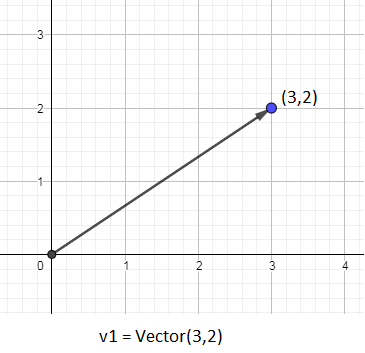 3
(3,2)
2
1
0 1 2 3 4
v1 = Vector(3,2)